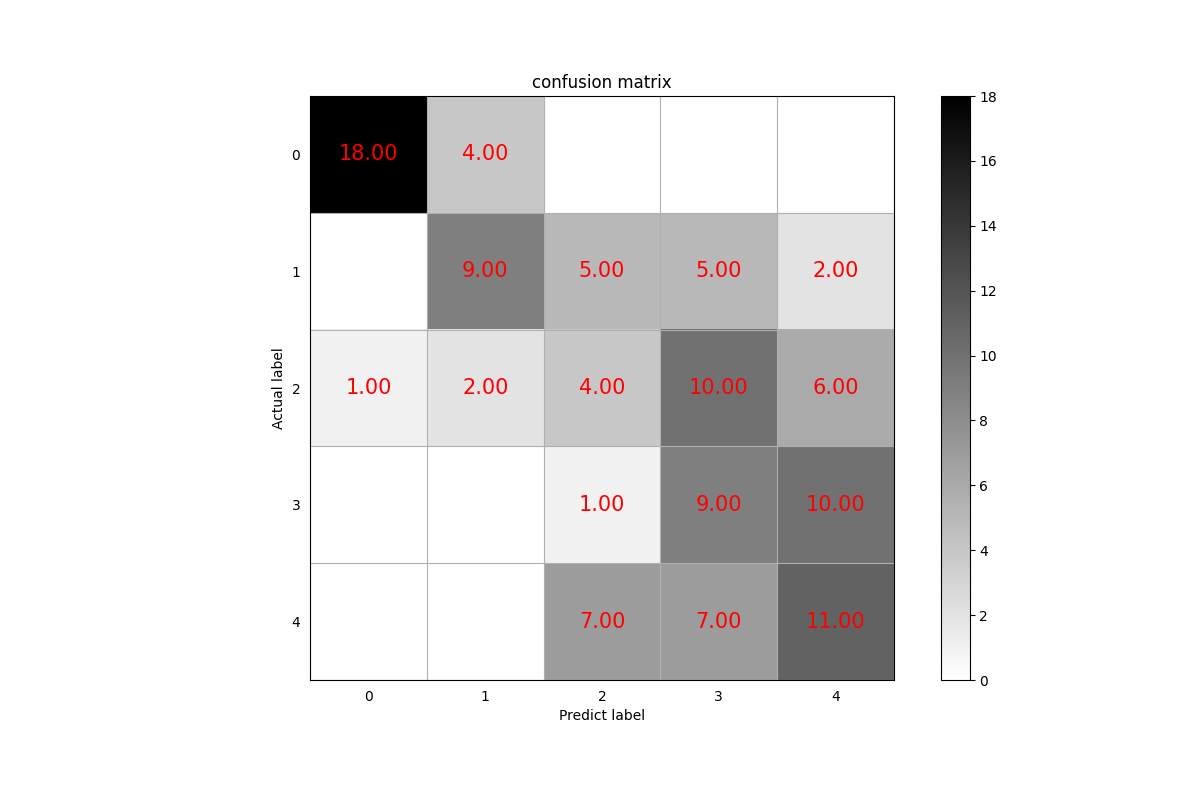 confusion matrix
0 18.00 4.00
1 9.00 5.00 5.00 2.00
2 1.00 2.00 4.00 10.00 6.00
3 1.00 9.00 10.00
4 7.00 7.00 11.00
0 1 2 3 4
Predict label
Actual label
18
16
14
12
10
8
6
4
2
0